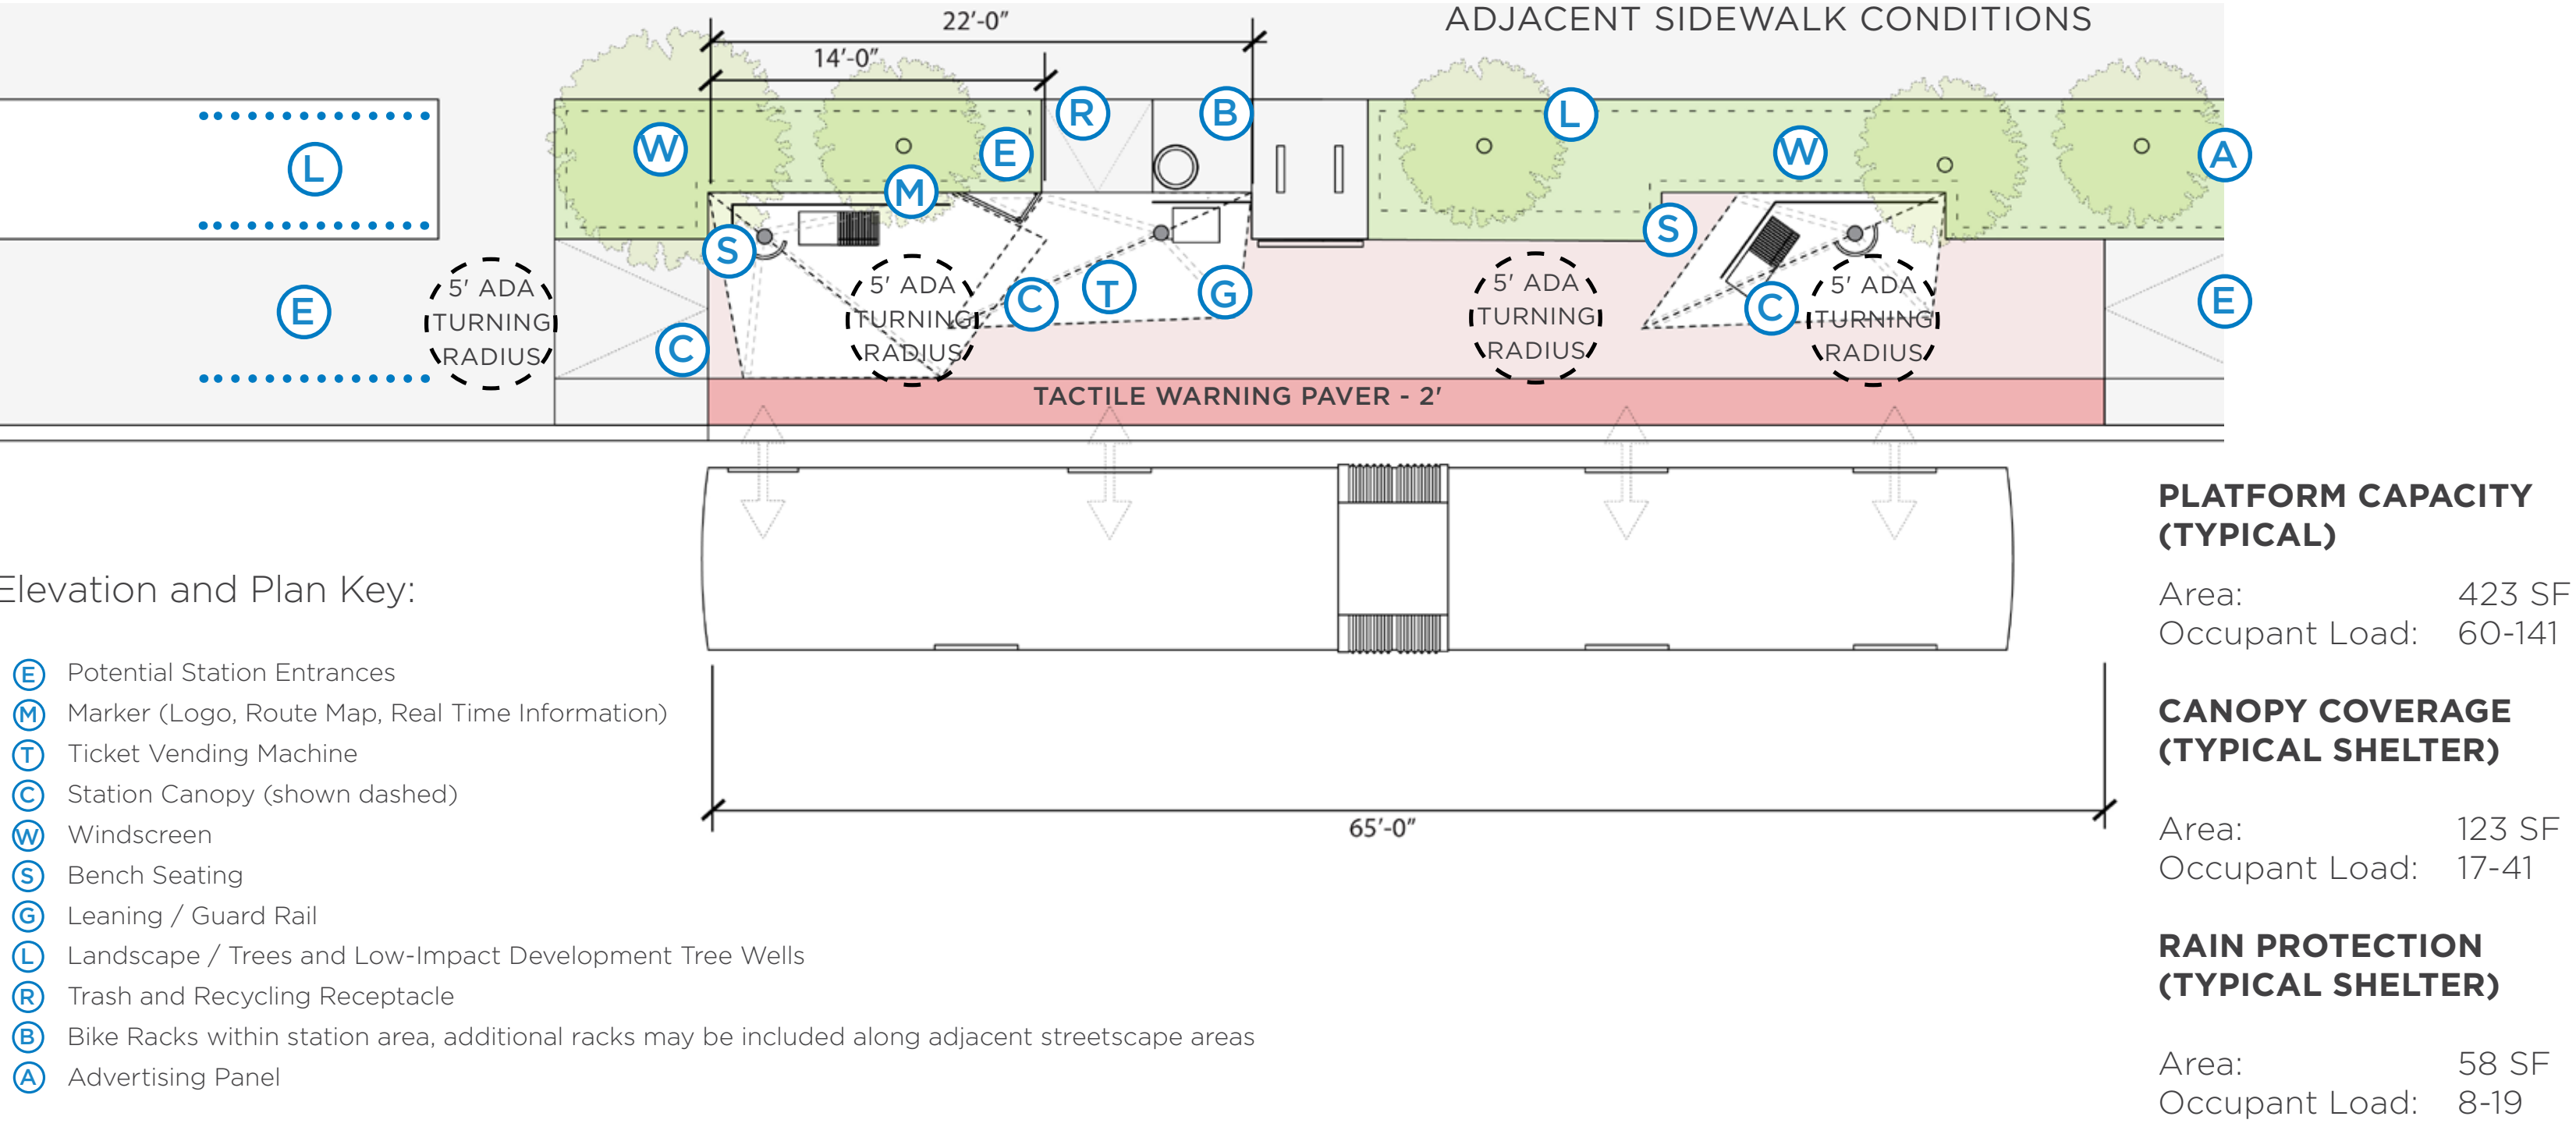 22'-0"
ADJACENT SIDEWALK CONDITIONS
14'-0"
R
B
L
W
E
W
A
L
M
S
S
E
5' ADA
TURNING
RADIUS
C
5' ADA
TURNING
RADIUS
C
T
G
5' ADA
TURNING
RADIUS
C
5' ADA
TURNING
RADIUS
E
TACTILE WARNING PAVER - 2'
65'-0"
Elevation and Plan Key:
E Potential Station Entrances
M Marker (Logo, Route Map, Real Time Information)
T Ticket Vending Machine
C Station Canopy (shown dashed)
W Windscreen
S Bench Seating
G Leaning / Guard Rail
L Landscape / Trees and Low-Impact Development Tree Wells
R Trash and Recycling Receptacle
B Bike Racks within station area, additional racks may be included along adjacent streetscape areas
A Advertising Panel
PLATFORM CAPACITY
(TYPICAL)
Area: 423 SF
Occupant Load: 60-141
CANOPY COVERAGE
(TYPICAL SHELTER)
Area: 123 SF
Occupant Load: 17-41
RAIN PROTECTION
(TYPICAL SHELTER)
Area: 58 SF
Occupant Load: 8-19